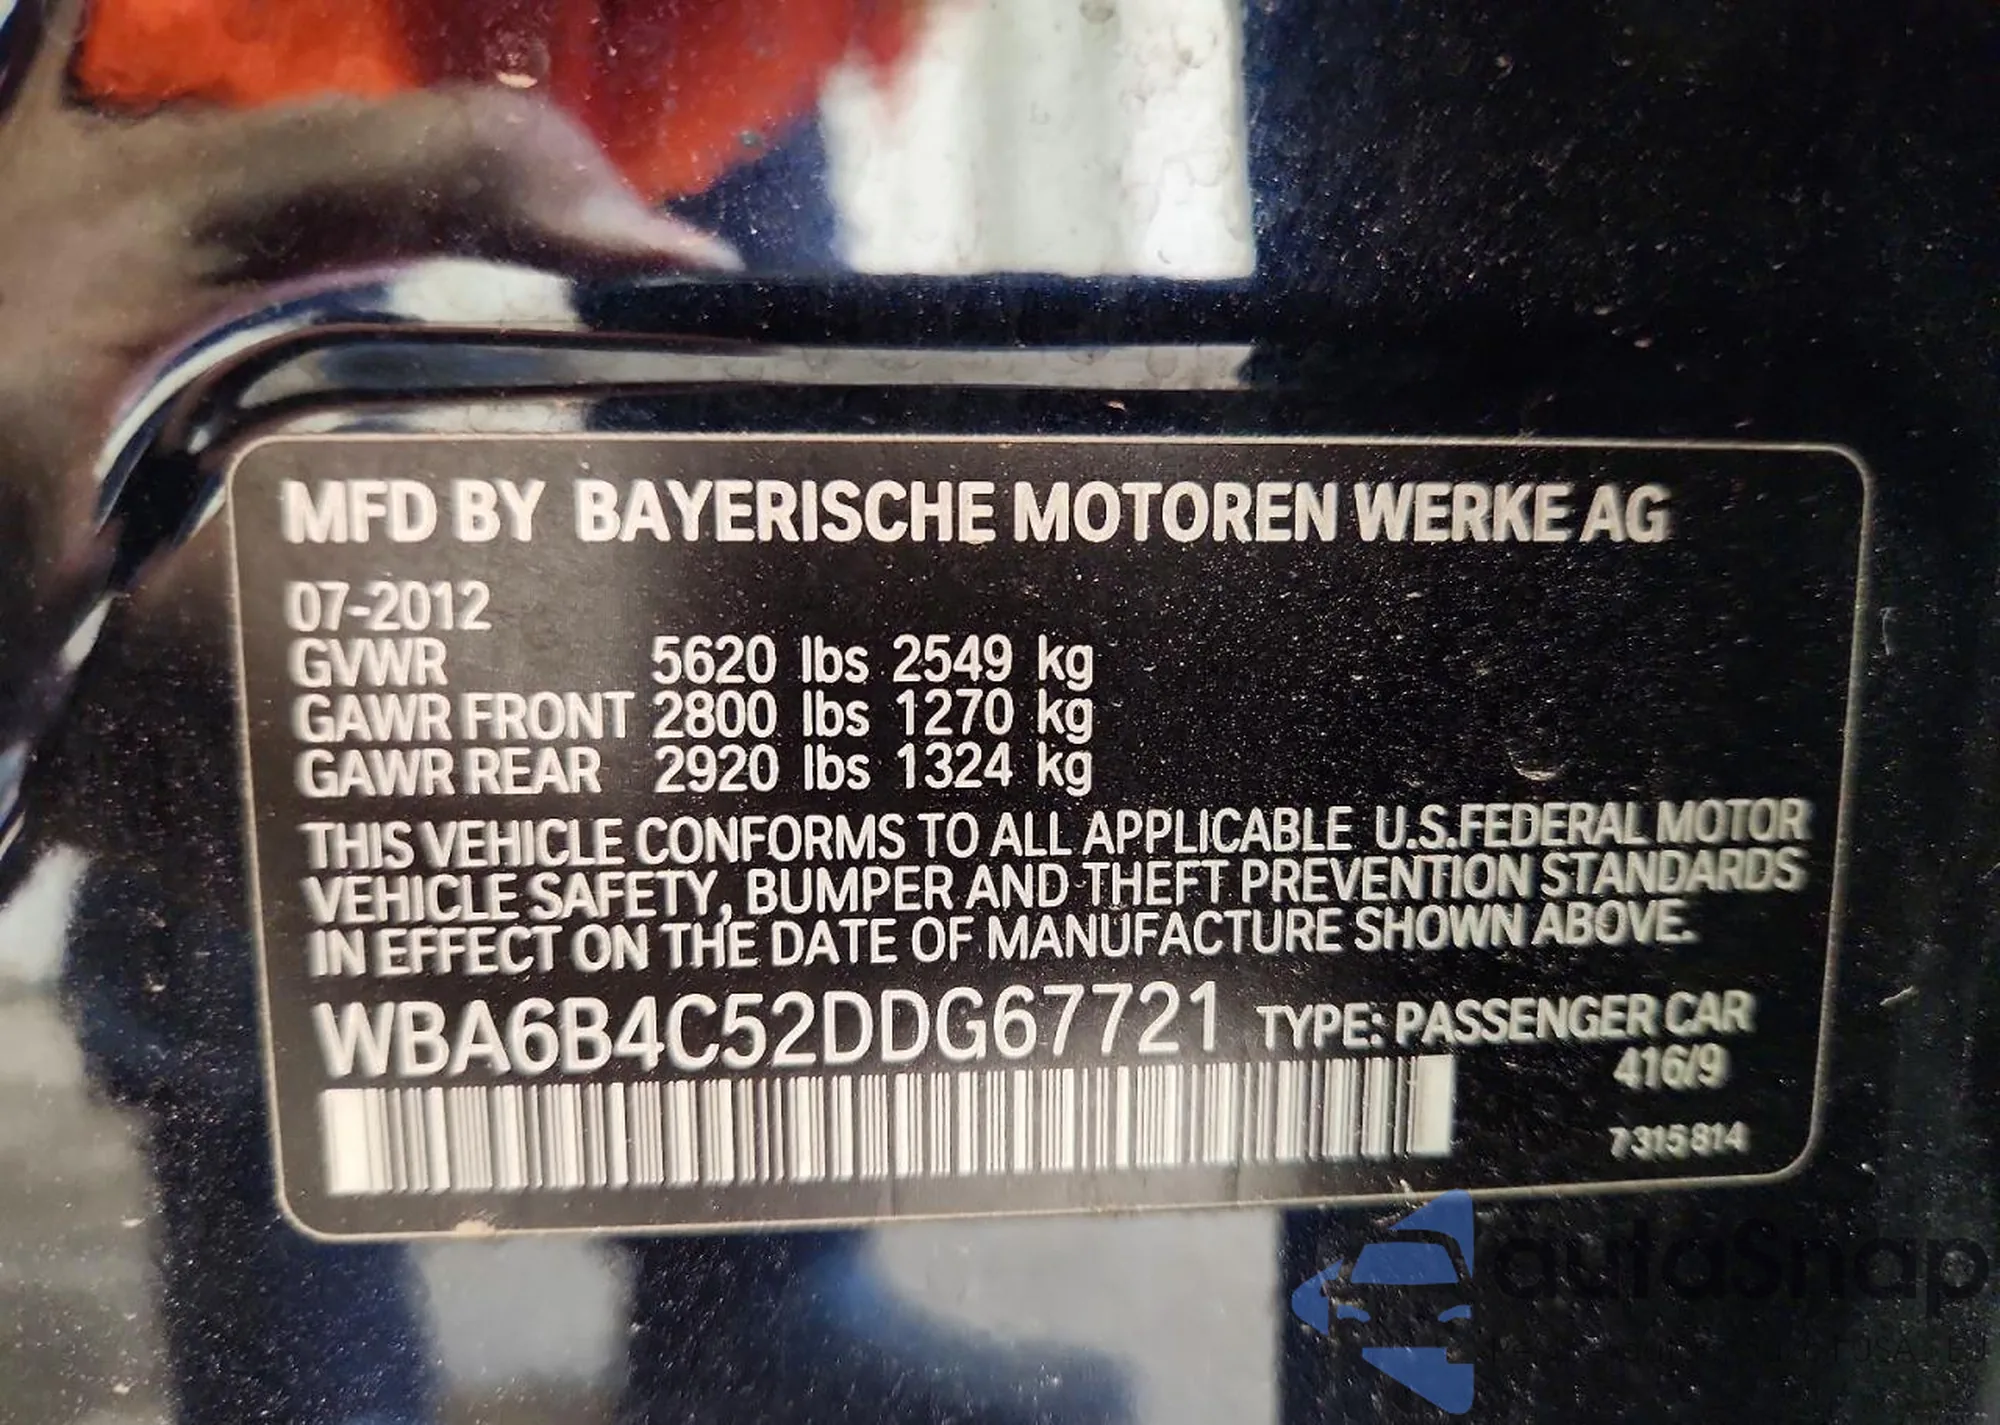 MFD BY BAYERISCHE MOTOREN WERKE AG
07-2012
GVWR 5620 lbs 2549 kg
GAWR FRONT 2800 lbs 1270 kg
GAWR REAR 2920 lbs 1324 kg
THIS VEHICLE CONFORMS TO ALL APPLICABLE U.S.FEDERAL MOTOR
VEHICLE SAFETY, BUMPER AND THEFT PREVENTION STANDARDS
IN EFFECT ON THE DATE OF MANUFACTURE SHOWN ABOVE.
WBA6B4C52DDG67721 TYPE: PASSENGER CAR
416/9
7315814
autoSnap